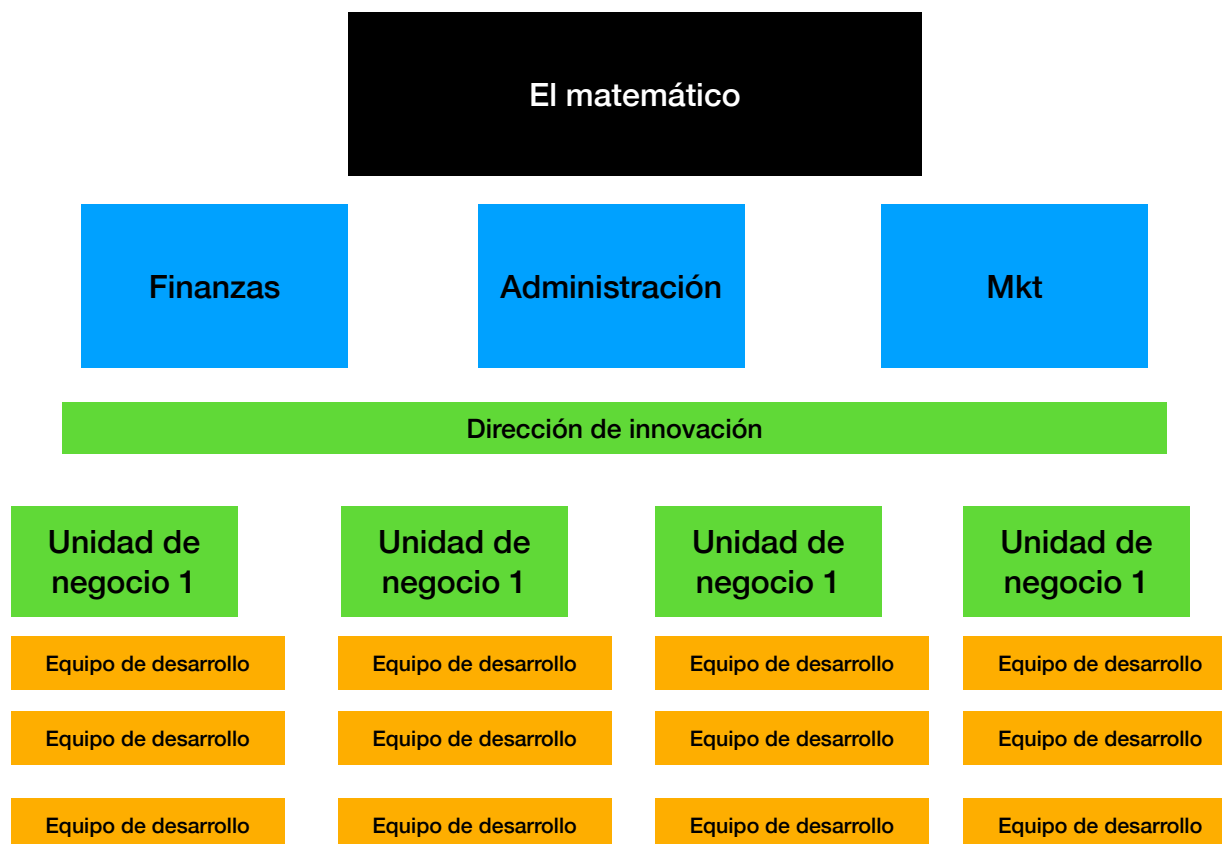 El matemático
Finanzas
Administración
Mkt
Dirección de innovación
Unidad de
negocio 1
Unidad de
negocio 1
Unidad de
negocio 1
Unidad de
negocio 1
Equipo de desarrollo
Equipo de desarrollo
Equipo de desarrollo
Equipo de desarrollo
Equipo de desarrollo
Equipo de desarrollo
Equipo de desarrollo
Equipo de desarrollo
Equipo de desarrollo
Equipo de desarrollo
Equipo de desarrollo
Equipo de desarrollo